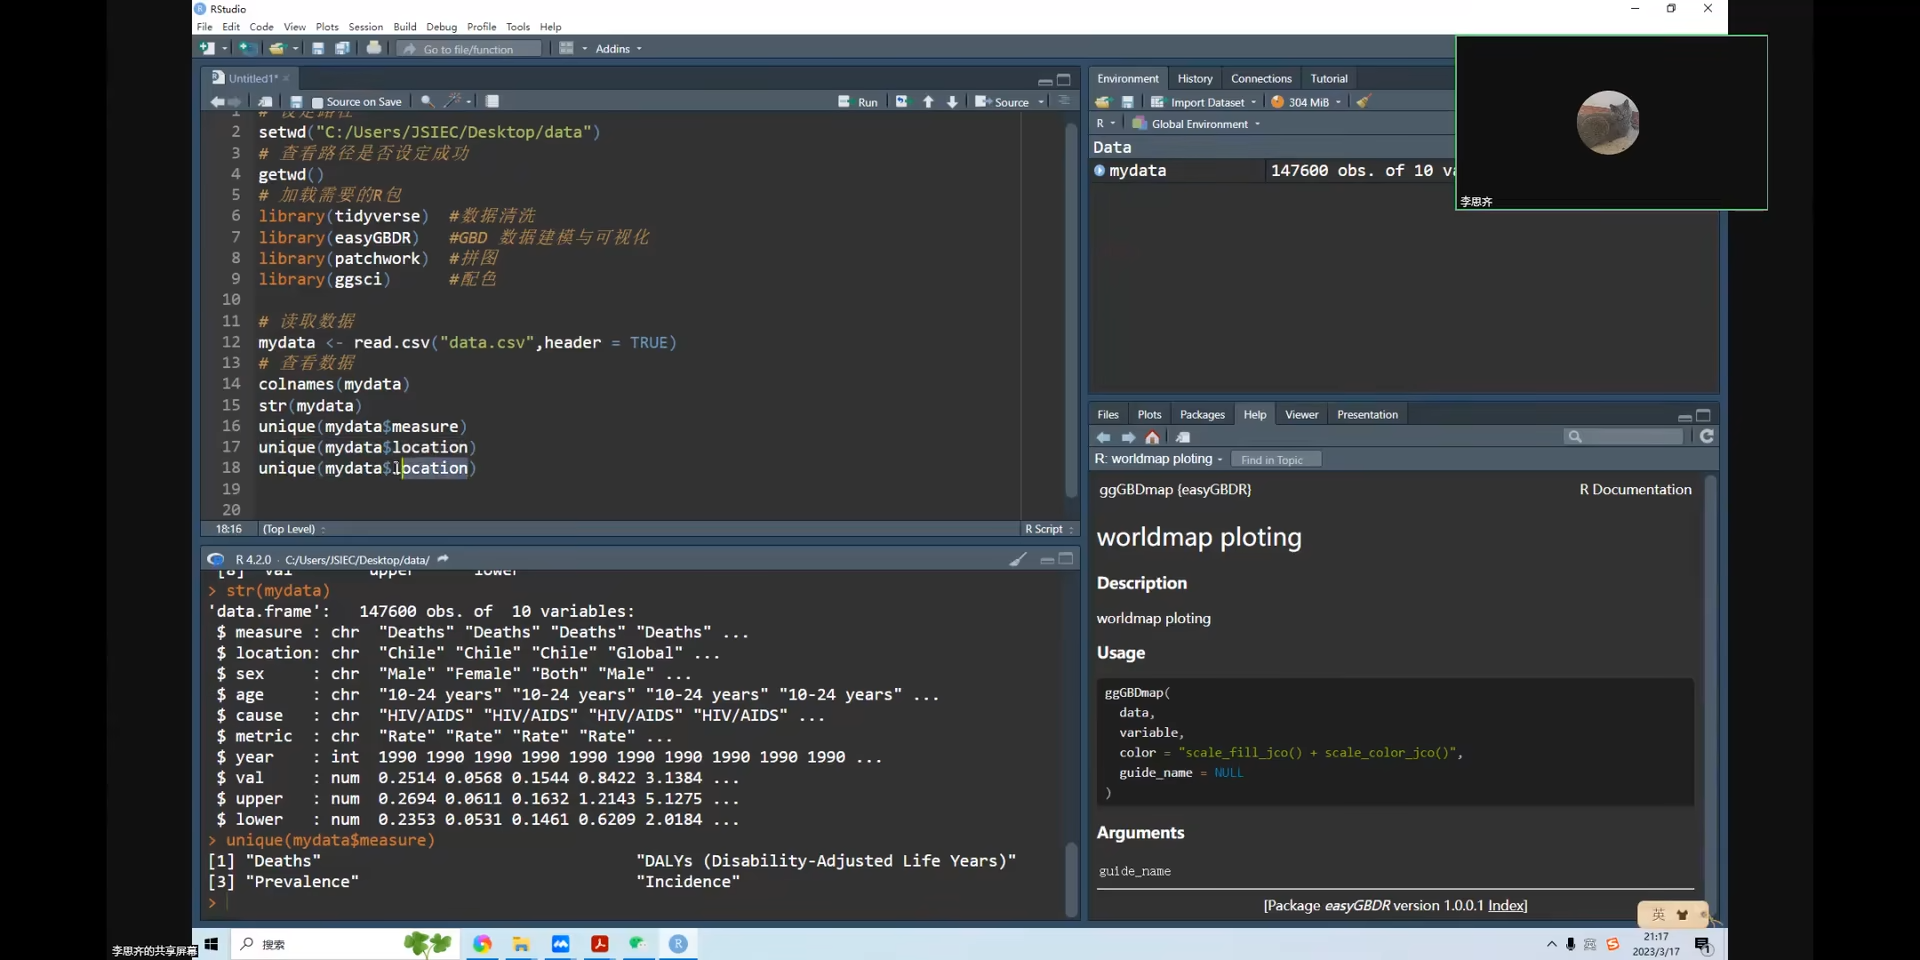 RStudio
File Edit Code View Plots Session Build Debug Profile Tools Help
Go to file/function
Addins
Untitled1*
Source on Save
Run
Source
1 # 设定路径
2 setwd("C:/Users/JSIEC/Desktop/data")
3 # 查看路径是否设定成功
4 getwd()
5 # 加载需要的R包
6 library(tidyverse) #数据清洗
7 library(easyGBDR) #GBD 数据建模与可视化
8 library(patchwork) #拼图
9 library(ggsci) #配色
10
11 # 读取数据
12 mydata <- read.csv("data.csv",header = TRUE)
13 # 查看数据
14 colnames(mydata)
15 str(mydata)
16 unique(mydata$measure)
17 unique(mydata$location)
18 unique(mydata$location)
19
20
18:16 (Top Level) R Script
R 4.2.0 · C:/Users/JSIEC/Desktop/data/
[8] "val" "upper" "lower"
> str(mydata)
'data.frame': 147600 obs. of 10 variables:
$ measure : chr "Deaths" "Deaths" "Deaths" "Deaths" ...
$ location: chr "Chile" "Chile" "Chile" "Global" ...
$ sex : chr "Male" "Female" "Both" "Male" ...
$ age : chr "10-24 years" "10-24 years" "10-24 years" "10-24 years" ...
$ cause : chr "HIV/AIDS" "HIV/AIDS" "HIV/AIDS" "HIV/AIDS" ...
$ metric : chr "Rate" "Rate" "Rate" "Rate" ...
$ year : int 1990 1990 1990 1990 1990 1990 1990 1990 1990 1990 ...
$ val : num 0.2514 0.0568 0.1544 0.8422 3.1384 ...
$ upper : num 0.2694 0.0611 0.1632 1.2143 5.1275 ...
$ lower : num 0.2353 0.0531 0.1461 0.6209 2.0184 ...
> unique(mydata$measure)
[1] "Deaths" "DALYs (Disability-Adjusted Life Years)"
[3] "Prevalence" "Incidence"
>
Environment History Connections Tutorial
Import Dataset 304 MiB
R Global Environment
Data
mydata 147600 obs. of 10 va
李思齐
Files Plots Packages Help Viewer Presentation
R: worldmap ploting Find in Topic
ggGBDmap {easyGBDR} R Documentation
worldmap ploting
Description
worldmap ploting
Usage
ggGBDmap(
data,
variable,
color = "scale_fill_jco() + scale_color_jco()",
guide_name = NULL
)
Arguments
guide_name
[Package easyGBDR version 1.0.0.1 Index]
英
李思齐的共享屏幕
搜索
英
21:17
2023/3/17
1